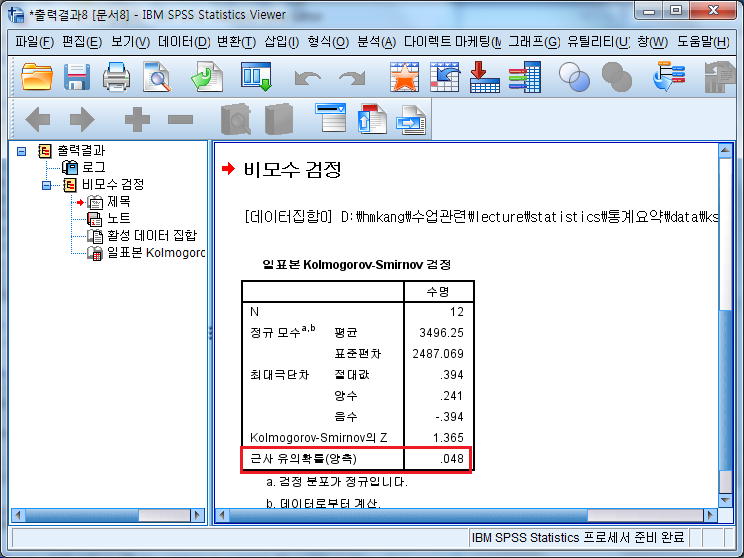 *출력결과8 [문서8] - IBM SPSS Statistics Viewer
파일(F) 편집(E) 보기(V) 데이터(D) 변환(T) 삽입(I) 형식(O) 분석(A) 다이렉트 마케팅(M 그래프(G) 유틸리티(U) 창(W) 도움말(H)
출력결과
로그
비모수 검정
제목
노트
활성 데이터 집합
일표본 Kolmogorc
비모수 검정
[데이터집합0] D:₩hmkang₩수업관련₩lecture₩statistics₩통계요약₩data₩ks
일표본 Kolmogorov-Smirnov 검정
수명
N 12
정규 모수a,b 평균 3496.25
표준편차 2487.069
최대극단차 절대값 .394
양수 .241
음수 -.394
Kolmogorov-Smirnov의 Z 1.365
근사 유의확률(양측) .048
a. 검정 분포가 정규입니다.
b. 데이터로부터 계산.
IBM SPSS Statistics 프로세서 준비 완료